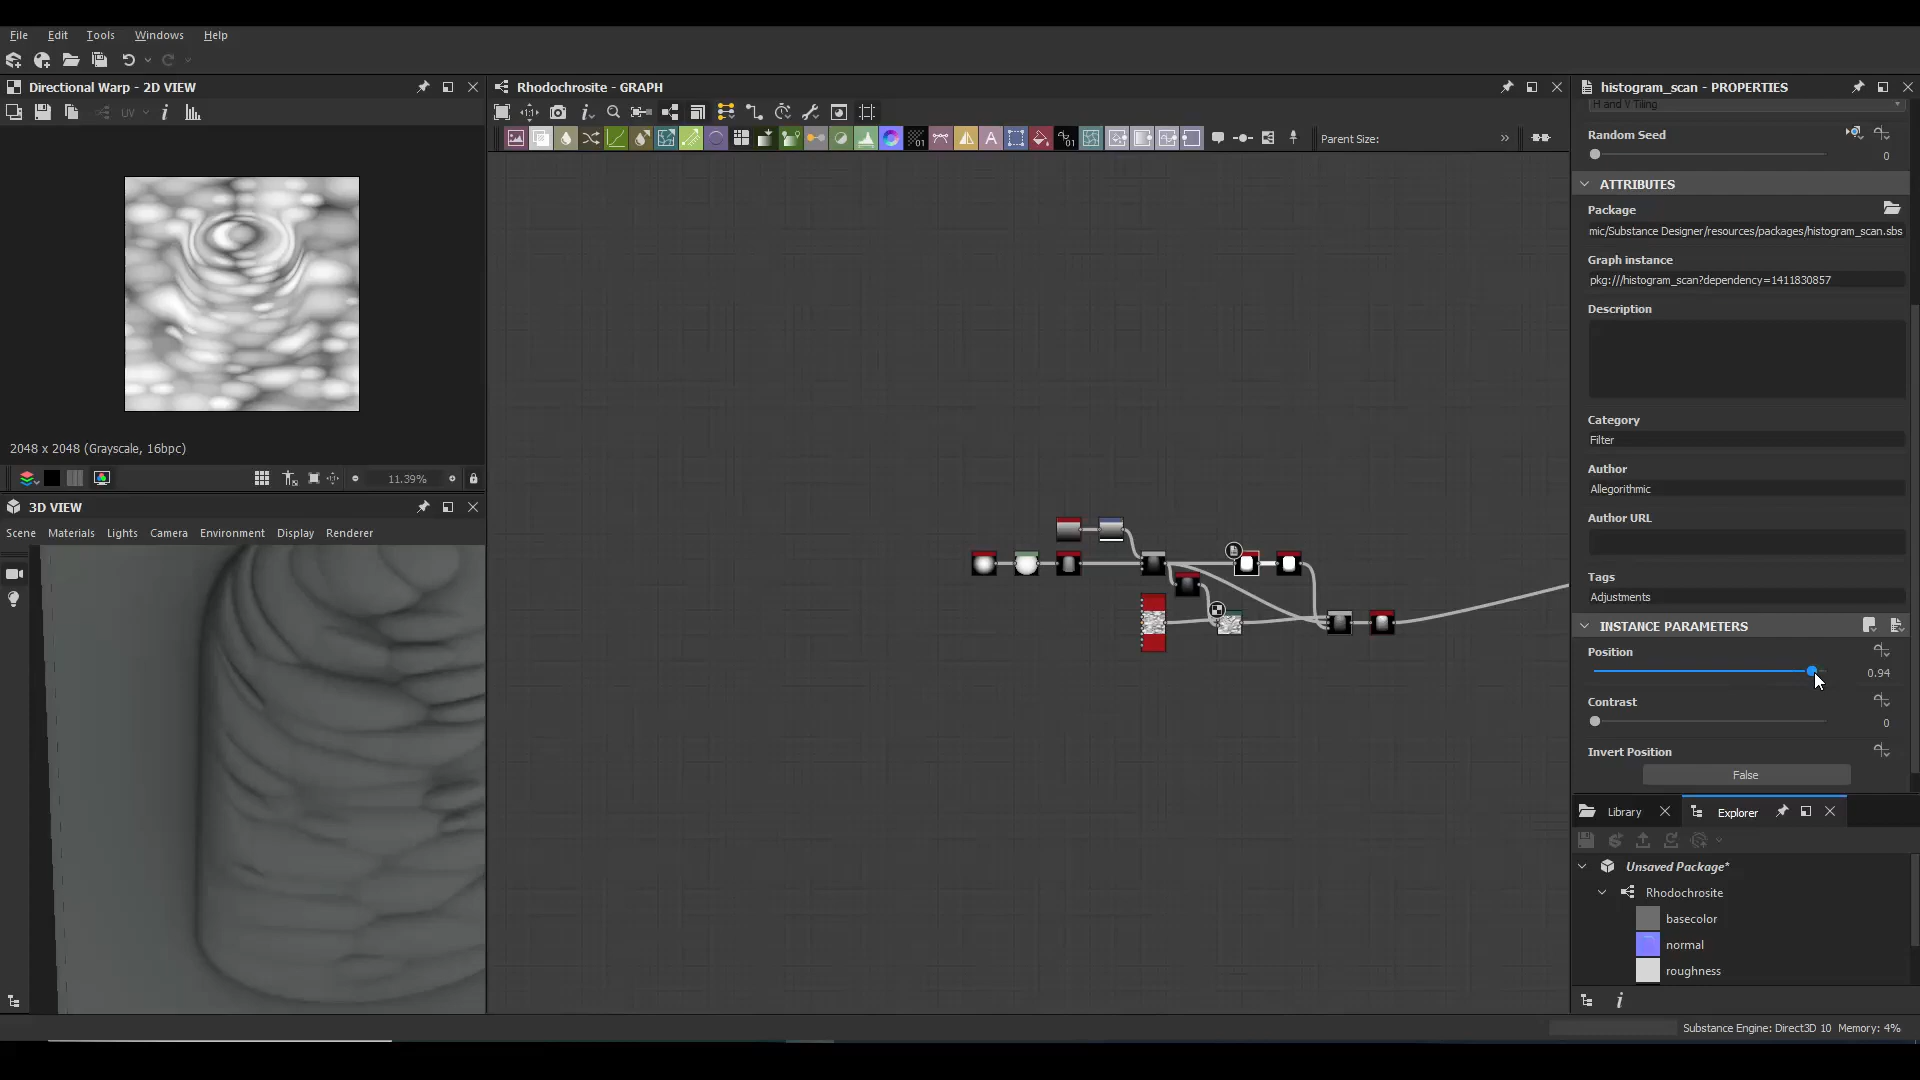 File Edit Tools Windows Help
Directional Warp - 2D VIEW
UV
2048 x 2048 (Grayscale, 16bpc)
11.39%
3D VIEW
Scene Materials Lights Camera Environment Display Renderer
Rhodochrosite - GRAPH
Parent Size:
histogram_scan - PROPERTIES
H and V Tiling
Random Seed
0
ATTRIBUTES
Package
mic/Substance Designer/resources/packages/histogram_scan.sbs
Graph instance
pkg:///histogram_scan?dependency=1411830857
Description
Category
Filter
Author
Allegorithmic
Author URL
Tags
Adjustments
INSTANCE PARAMETERS
Position
0.94
Contrast
0
Invert Position
False
Library Explorer
Unsaved Package*
Rhodochrosite
basecolor
normal
roughness
Substance Engine: Direct3D 10 Memory: 4%